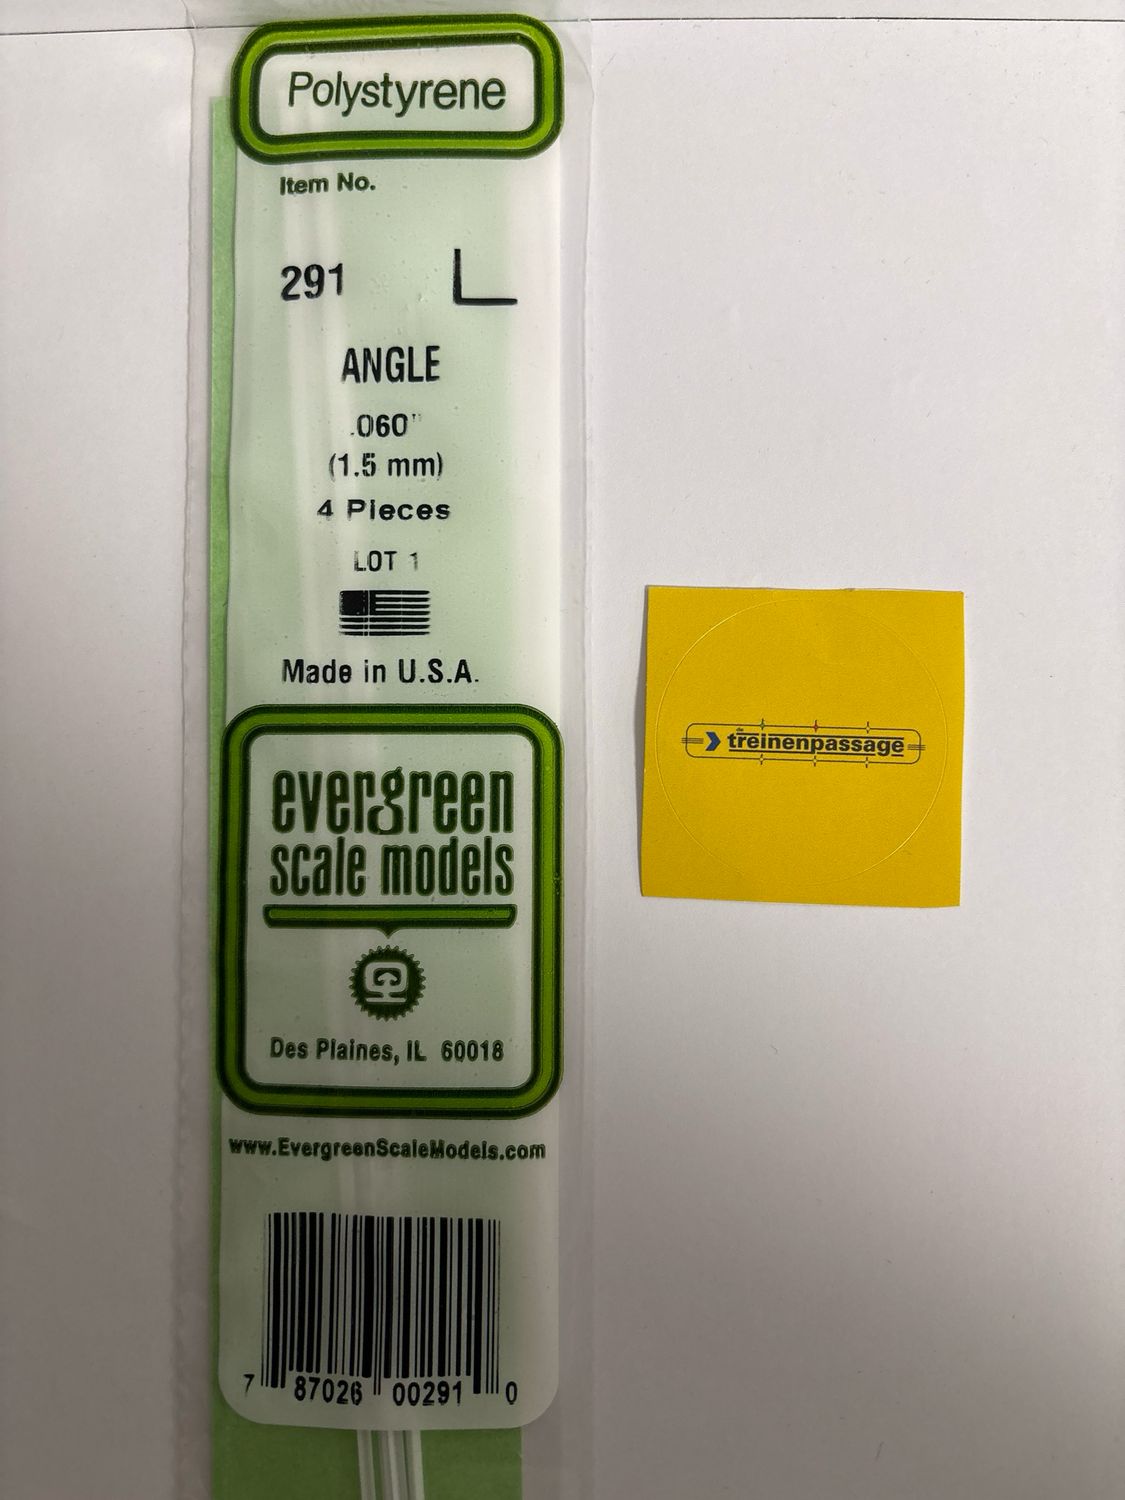 Polystyrene
Item No.
291
ANGLE
.060"
(1.5 mm)
4 Pieces
LOT 1
Made in U.S.A.
evergreen
scale models
Des Plaines, IL 60018
www.EvergreenScaleModels.com
7 87026 00291 0
de
treinenpassage